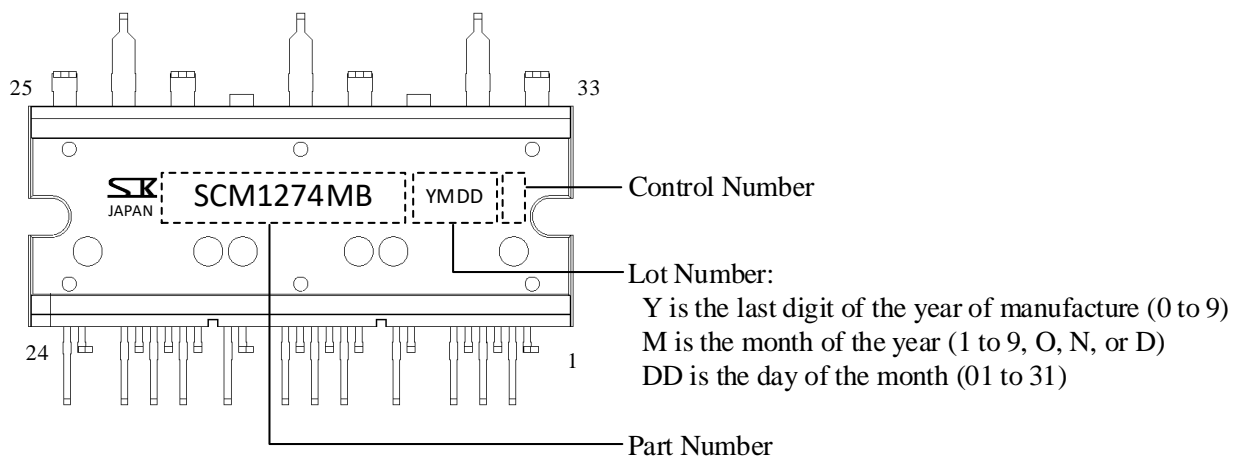 25
33
SK
JAPAN
SCM1274MB
YMDD
Control Number
Lot Number:
Y is the last digit of the year of manufacture (0 to 9)
M is the month of the year (1 to 9, O, N, or D)
DD is the day of the month (01 to 31)
24
1
Part Number